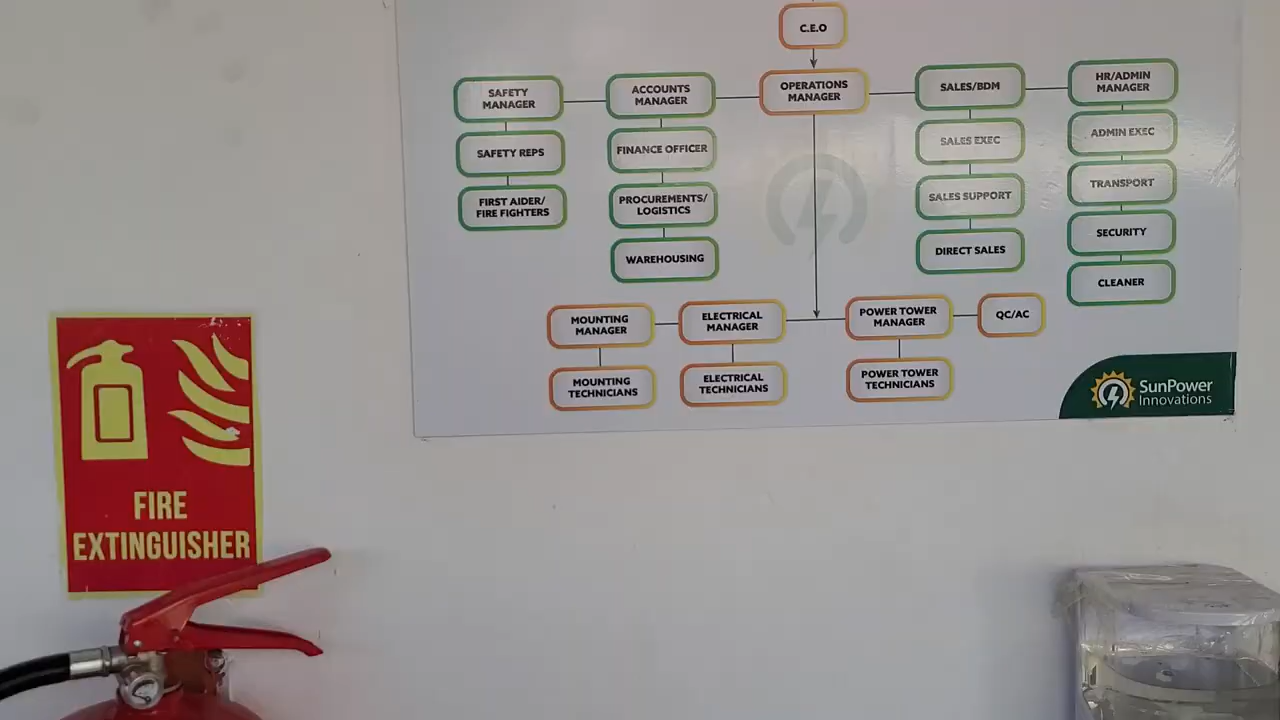 C.E.O
SAFETY
MANAGER
ACCOUNTS
MANAGER
OPERATIONS
MANAGER
SALES/BDM
HR/ADMIN
MANAGER
SAFETY REPS
FINANCE OFFICER
SALES EXEC
ADMIN EXEC
FIRST AIDER/
FIRE FIGHTERS
PROCUREMENTS/
LOGISTICS
SALES SUPPORT
TRANSPORT
WAREHOUSING
DIRECT SALES
SECURITY
CLEANER
MOUNTING
MANAGER
ELECTRICAL
MANAGER
POWER TOWER
MANAGER
QC/AC
MOUNTING
TECHNICIANS
ELECTRICAL
TECHNICIANS
POWER TOWER
TECHNICIANS
SunPower
Innovations
FIRE
EXTINGUISHER